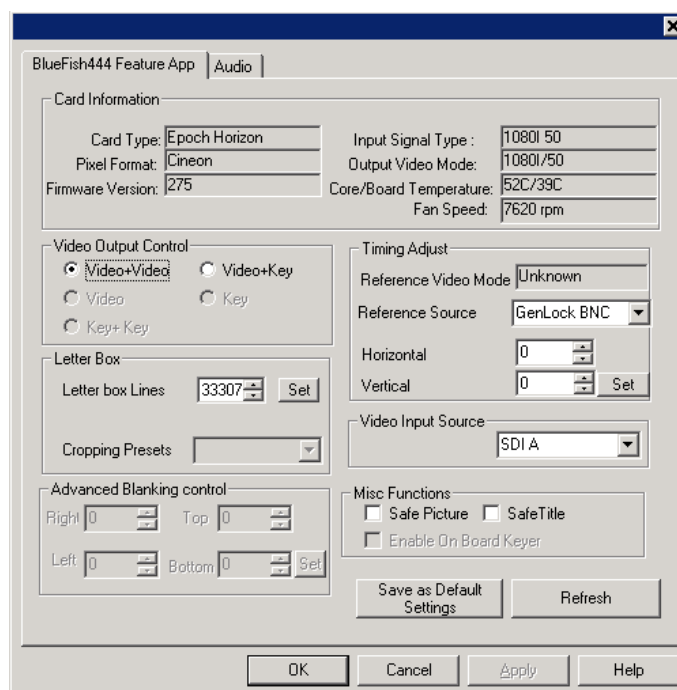 BlueFish444 Feature App
Audio
Card Information
Card Type: Epoch Horizon
Pixel Format: Cineon
Firmware Version: 275
Input Signal Type : 1080I 50
Output Video Mode: 1080I/50
Core/Board Temperature: 52C/39C
Fan Speed: 7620 rpm
Video Output Control
Video+Video
Video+Key
Video
Key
Key+ Key
Timing Adjust
Reference Video Mode Unknown
Reference Source GenLock BNC
Horizontal 0
Vertical 0 Set
Letter Box
Letter box Lines 33307 Set
Cropping Presets
Video Input Source
SDI A
Advanced Blanking control
Right 0 Top 0
Left 0 Bottom 0 Set
Misc Functions
Safe Picture SafeTitle
Enable On Board Keyer
Save as Default Settings
Refresh
OK Cancel Apply Help